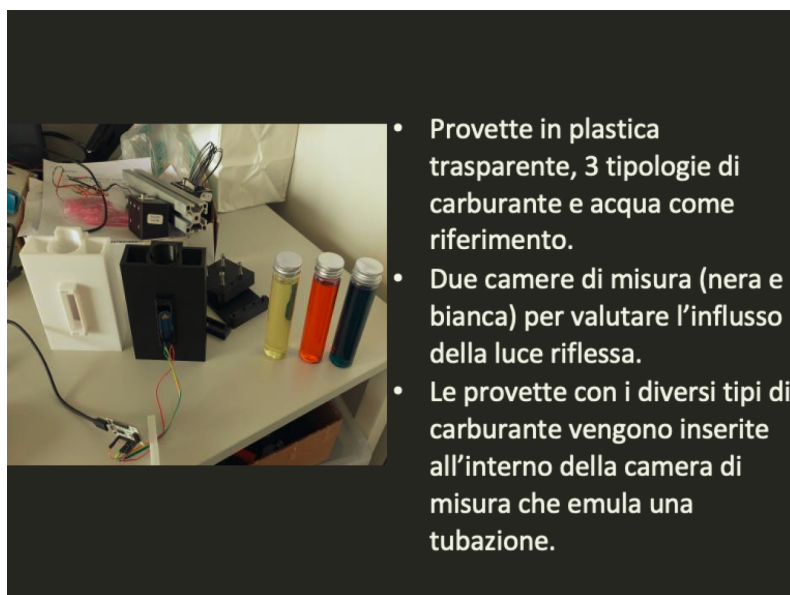 • Provette in plastica
trasparente, 3 tipologie di
carburante e acqua come
riferimento.
• Due camere di misura (nera e
bianca) per valutare l'influsso
della luce riflessa.
• Le provette con i diversi tipi di
carburante vengono inserite
all'interno della camera di
misura che emula una
tubazione.